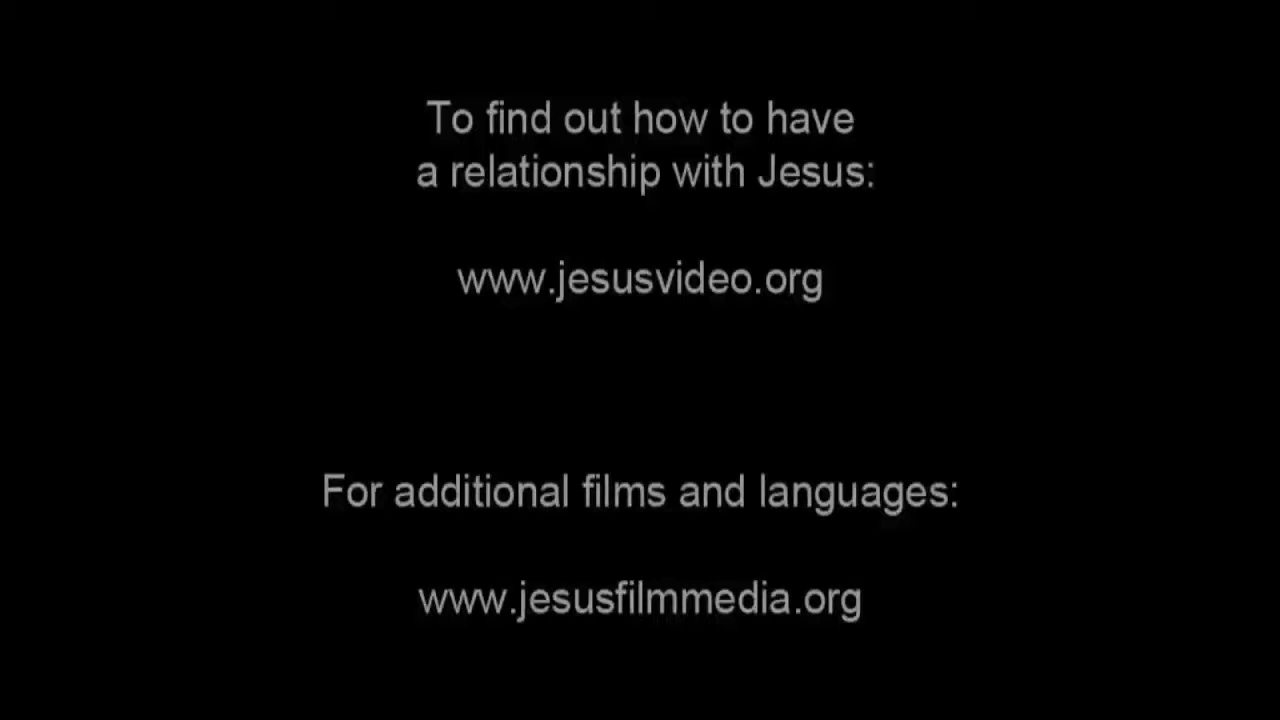 To find out how to have
a relationship with Jesus:
www.jesusvideo.org
For additional films and languages:
www.jesusfilmmedia.org